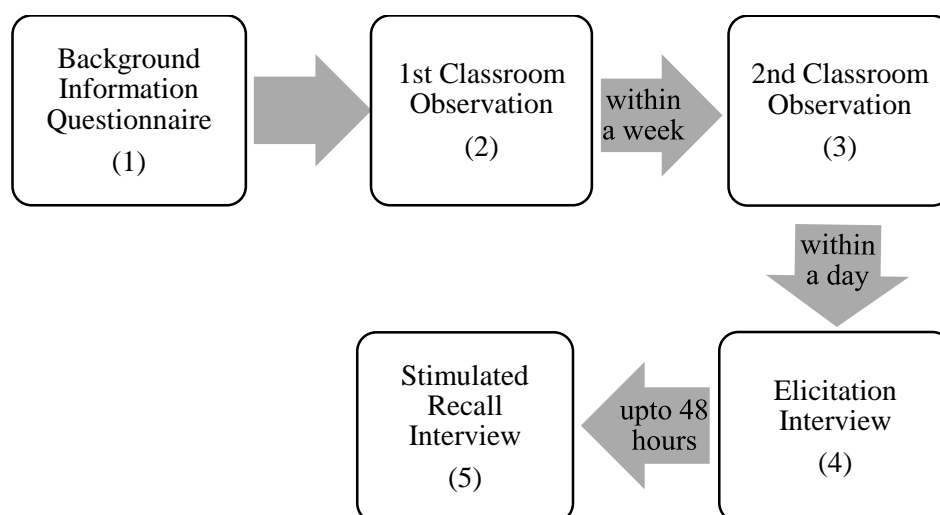 Background
Information
Questionnaire
(1)
1st Classroom
Observation
(2)
within
a week
2nd Classroom
Observation
(3)
within
a day
Elicitation
Interview
(4)
upto 48
hours
Stimulated
Recall
Interview
(5)